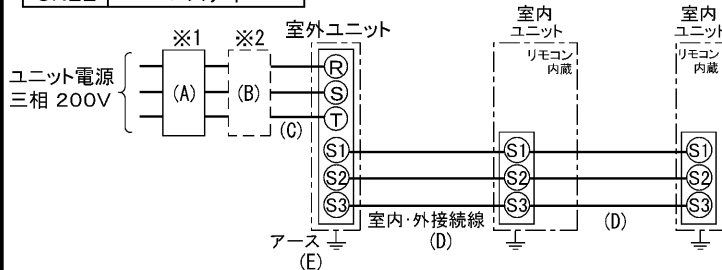 ※1
※2
室外ユニット
室内
ユニット
リモコン
内蔵
室内
ユニット
リモコン
内蔵
ユニット電源
三相 200V
(A)
(B)
(C)
R
S
T
S1
S2
S3
S1
S2
S3
S1
S2
S3
室内・外接続線
(D)
(D)
アース
(E)